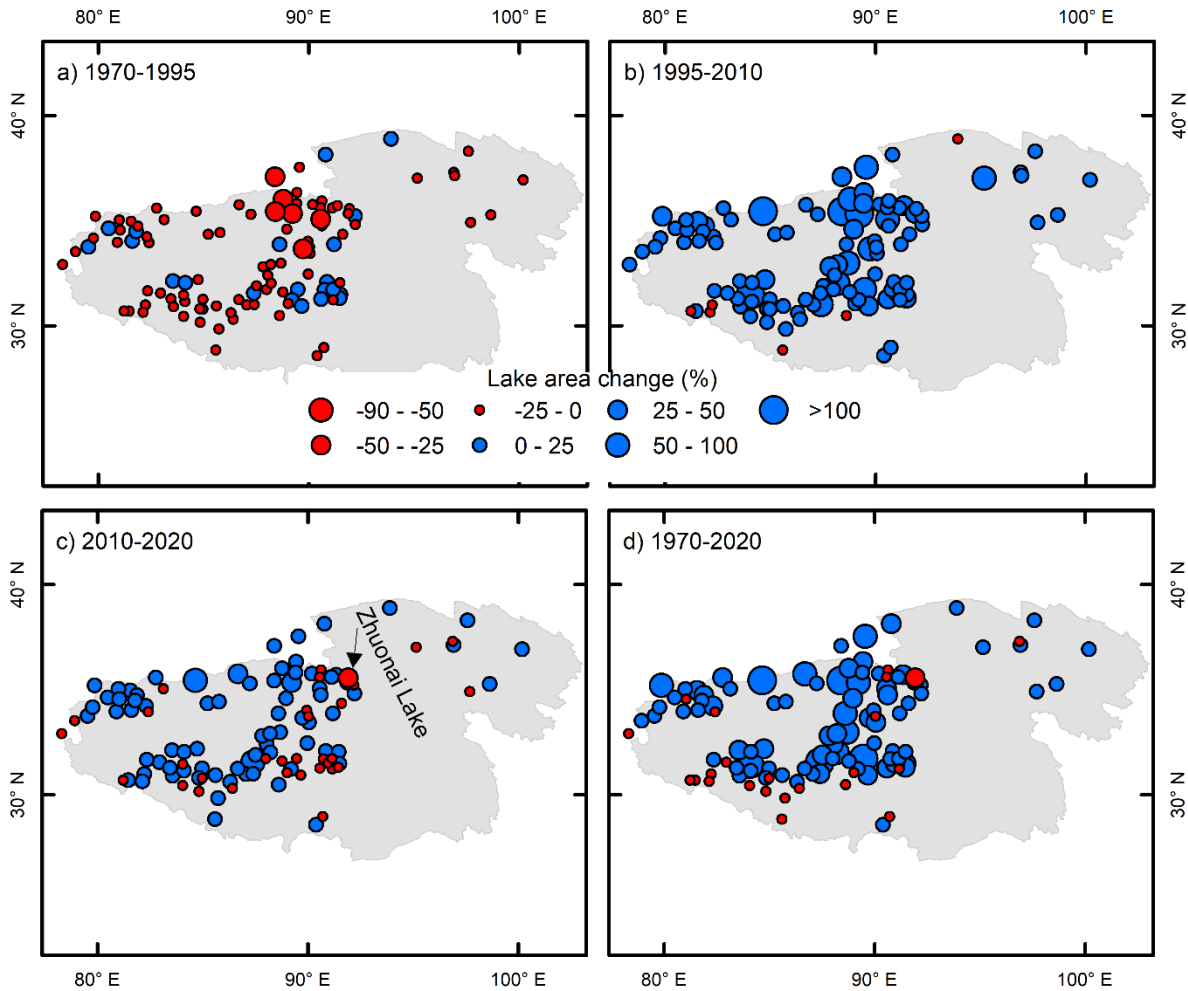 80° E 90° E 100° E 80° E 90° E 100° E
a) 1970-1995
b) 1995-2010
40° N
40° N
30° N
30° N
Lake area change (%)
-90 - -50 -25 - 0 25 - 50 >100
-50 - -25 0 - 25 50 - 100
c) 2010-2020
d) 1970-2020
40° N
40° N
Zhuonai Lake
30° N
30° N
80° E 90° E 100° E 80° E 90° E 100° E